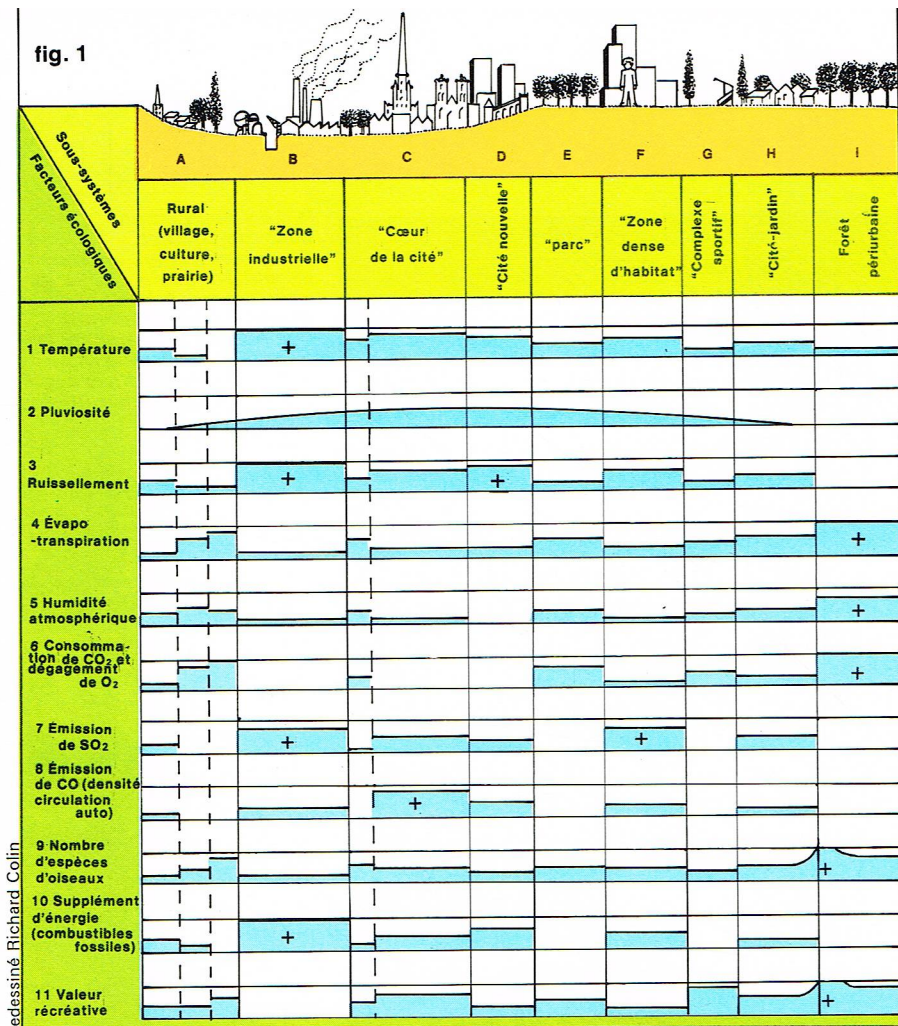 fig. 1
Sous-systèmes
Facteurs écologiques
A
B
C
D
E
F
G
H
I
Rural
(village,
culture,
prairie)
“Zone
industrielle”
“Cœur
de la cité”
“Cité nouvelle”
“parc”
“Zone
dense
d’habitat”
“Complexe
sportif”
“Cité-jardin”
Forêt
périurbaine
1 Température
+
2 Pluviosité
3
Ruissellement
+
+
4 Évapo
-transpiration
+
5 Humidité
atmosphérique
+
6 Consomma-
tion de CO₂ et
dégagement
de O₂
+
7 Émission
de SO₂
+
+
8 Émission
de CO (densité
circulation
auto)
+
9 Nombre
d’espèces
d’oiseaux
+
10 Supplément
d’énergie
(combustibles
fossiles)
+
11 Valeur
récréative
+
edessiné Richard Colin